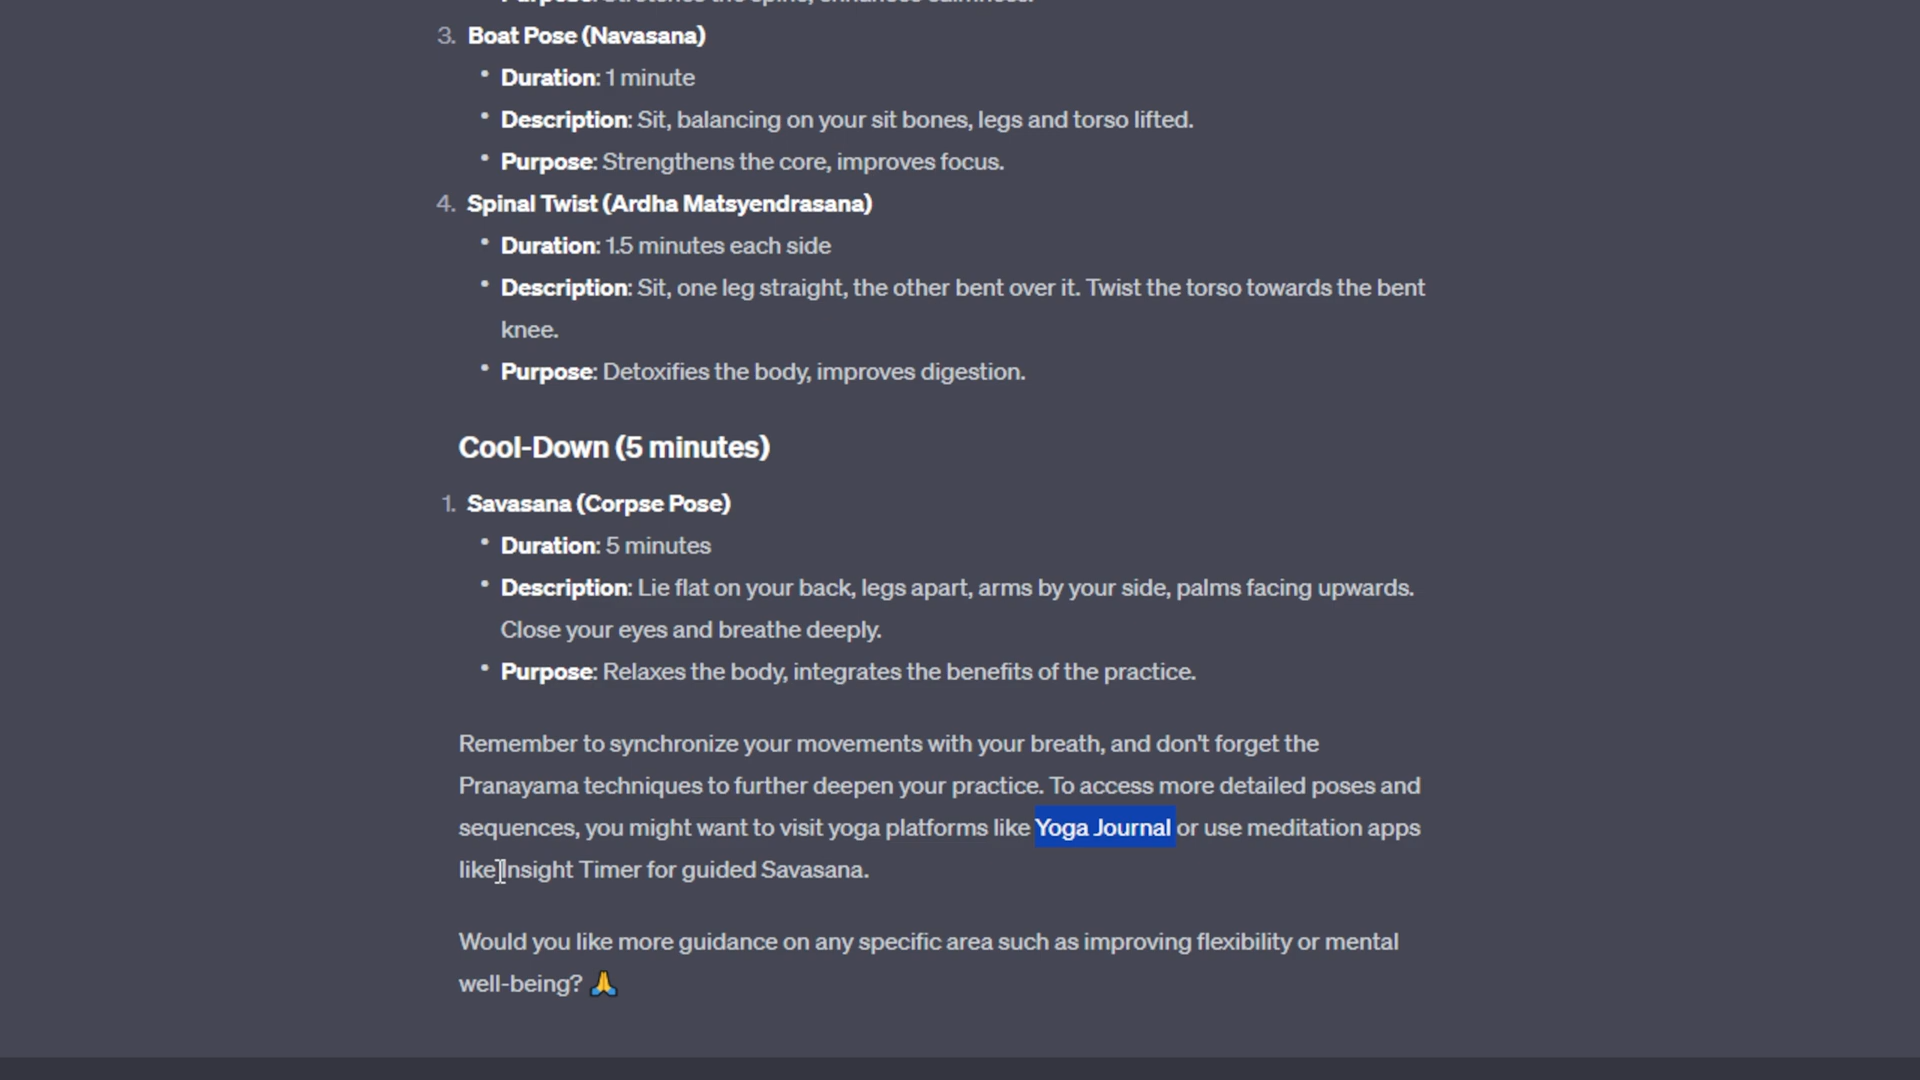 Purpose: Stretches the spine, enhances calmness.
3. Boat Pose (Navasana)
• Duration: 1 minute
• Description: Sit, balancing on your sit bones, legs and torso lifted.
• Purpose: Strengthens the core, improves focus.
4. Spinal Twist (Ardha Matsyendrasana)
• Duration: 1.5 minutes each side
• Description: Sit, one leg straight, the other bent over it. Twist the torso towards the bent
knee.
• Purpose: Detoxifies the body, improves digestion.
Cool-Down (5 minutes)
1. Savasana (Corpse Pose)
• Duration: 5 minutes
• Description: Lie flat on your back, legs apart, arms by your side, palms facing upwards.
Close your eyes and breathe deeply.
• Purpose: Relaxes the body, integrates the benefits of the practice.
Remember to synchronize your movements with your breath, and don't forget the
Pranayama techniques to further deepen your practice. To access more detailed poses and
sequences, you might want to visit yoga platforms like Yoga Journal or use meditation apps
like Insight Timer for guided Savasana.
Would you like more guidance on any specific area such as improving flexibility or mental
well-being? 🙏